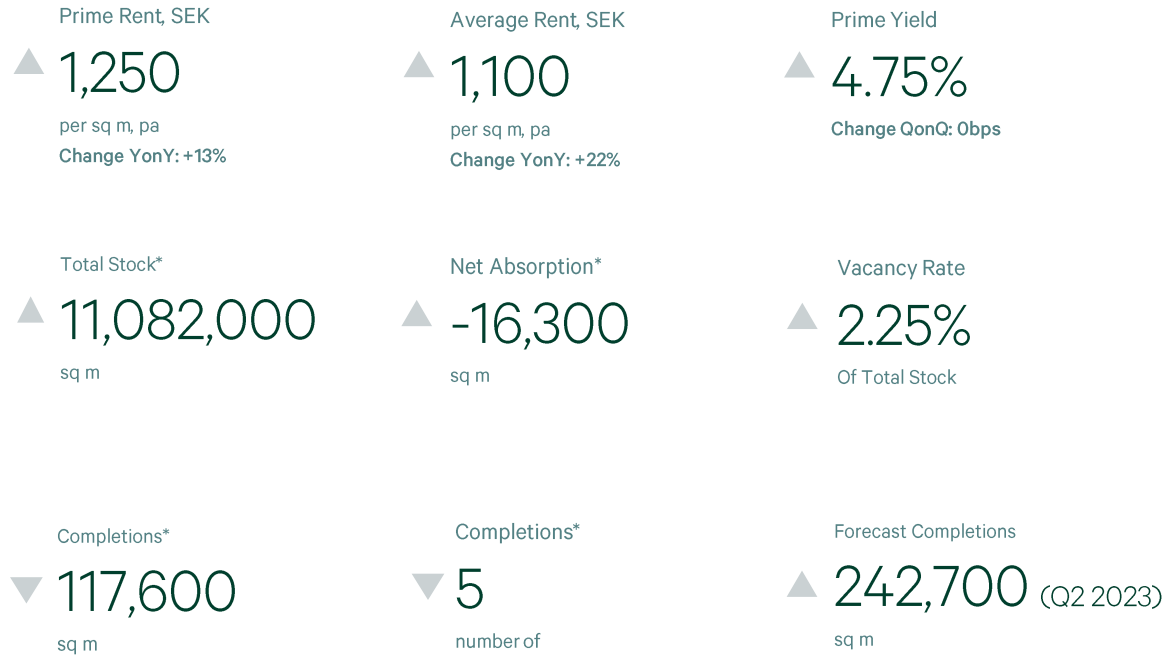 Prime Rent, SEK
1,250
per sq m, pa
Change YonY: +13%
Average Rent, SEK
1,100
per sq m, pa
Change YonY: +22%
Prime Yield
4.75%
Change QonQ: 0bps
Total Stock*
11,082,000
sq m
Net Absorption*
-16,300
sq m
Vacancy Rate
2.25%
Of Total Stock
Completions*
117,600
sq m
Completions*
5
number of
Forecast Completions
242,700 (Q2 2023)
sq m